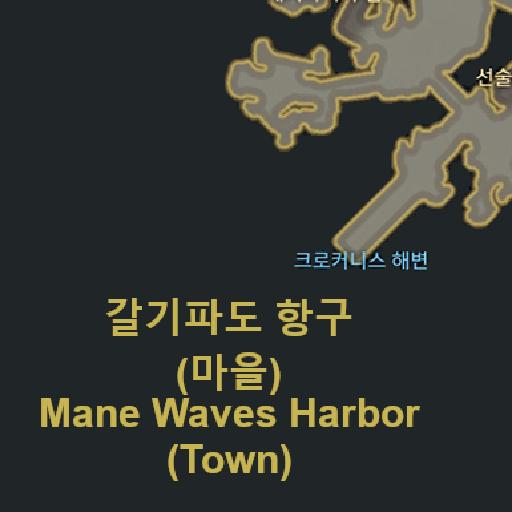 선술
크로커니스 해변
갈기파도 항구
(마을)
Mane Waves Harbor
(Town)